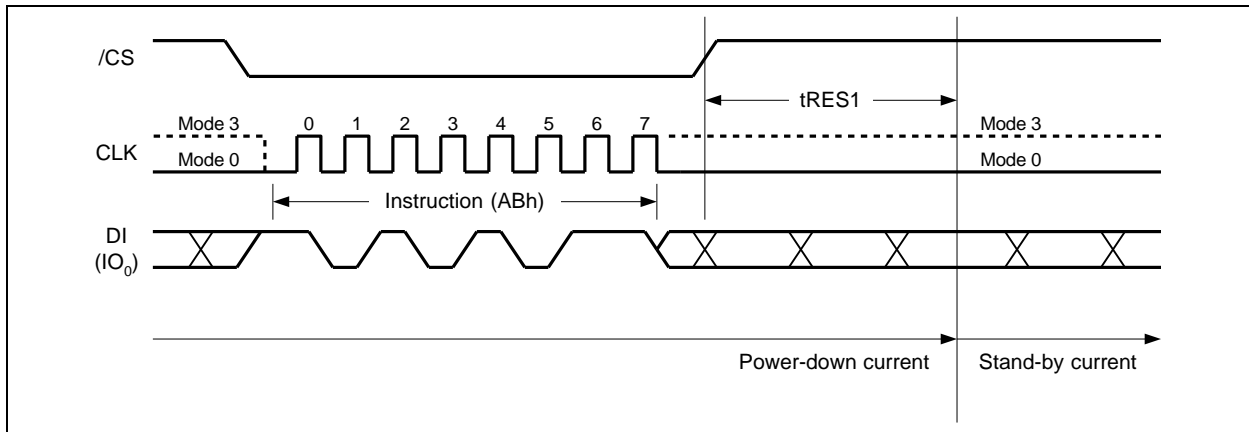 /CS
tRES1
Mode 3 0 1 2 3 4 5 6 7 Mode 3
CLK
Mode 0 Mode 0
Instruction (ABh)
DI
(IO0)
Power-down current Stand-by current